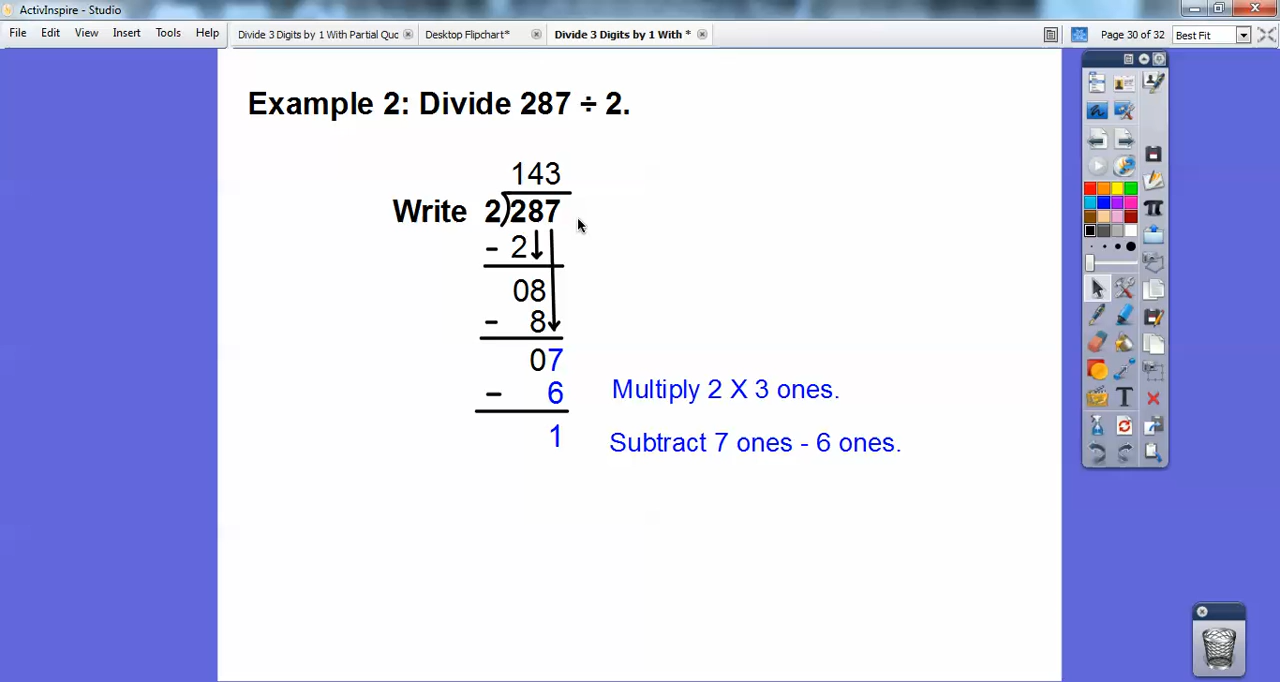 ActivInspire - Studio
File Edit View Insert Tools Help
Divide 3 Digits by 1 With Partial Quc
Desktop Flipchart*
Divide 3 Digits by 1 With *
Page 30 of 32
Best Fit
Example 2: Divide 287 ÷ 2.
143
Write 2)287
- 2
08
- 8
07
- 6 Multiply 2 X 3 ones.
1 Subtract 7 ones - 6 ones.